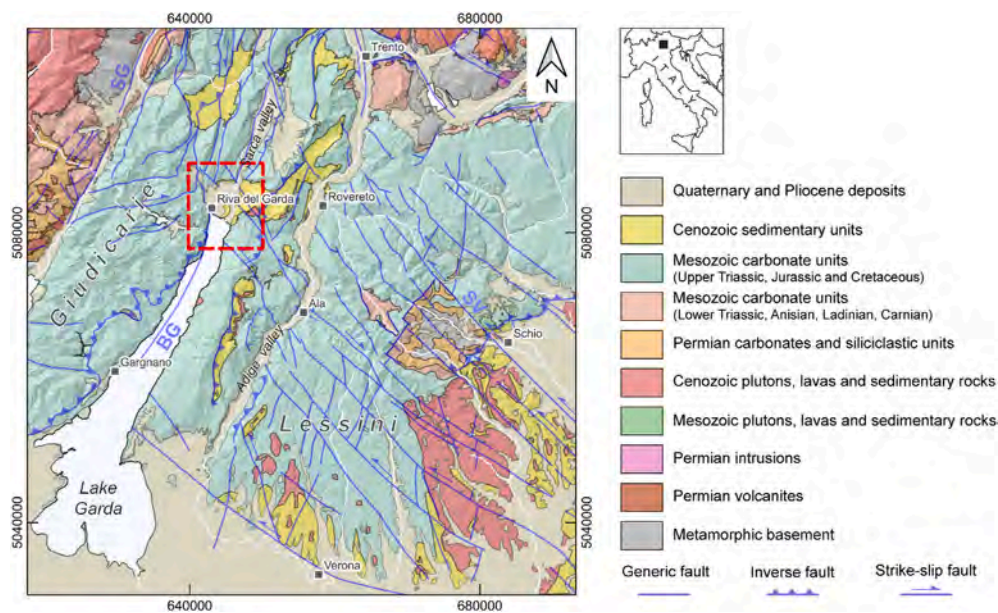 640000
680000
Trento
SG
N
Sarca valley
Riva del Garda
Rovereto
5080000
5080000
Giudicarie
Ala
SV
Schio
BG
Gargnano
Adige valley
Lessini
Lake
Garda
5040000
5040000
Verona
640000
680000
Quaternary and Pliocene deposits
Cenozoic sedimentary units
Mesozoic carbonate units
(Upper Triassic, Jurassic and Cretaceous)
Mesozoic carbonate units
(Lower Triassic, Anisian, Ladinian, Carnian)
Permian carbonates and siliciclastic units
Cenozoic plutons, lavas and sedimentary rocks
Mesozoic plutons, lavas and sedimentary rocks
Permian intrusions
Permian volcanites
Metamorphic basement
Generic fault
Inverse fault
Strike-slip fault